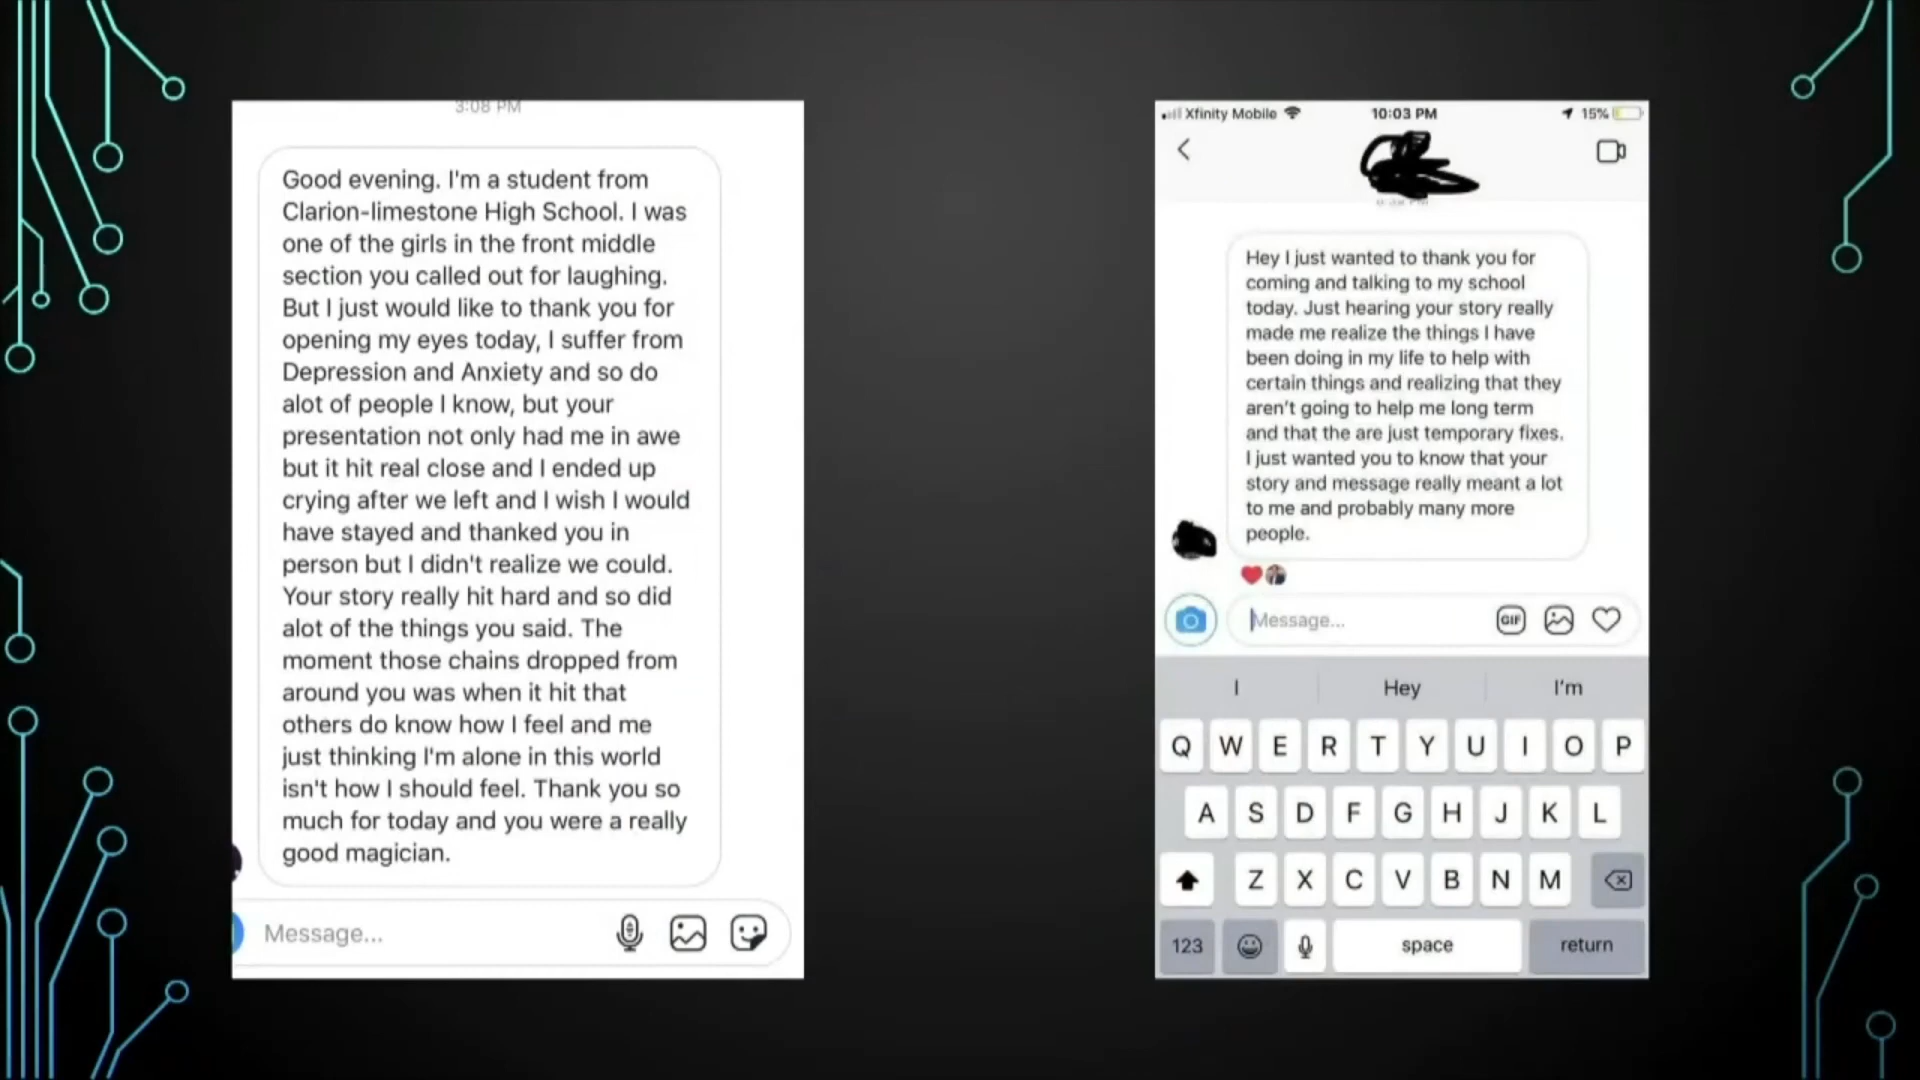 3:08 PM
Good evening. I'm a student from
Clarion-limestone High School. I was
one of the girls in the front middle
section you called out for laughing.
But I just would like to thank you for
opening my eyes today, I suffer from
Depression and Anxiety and so do
alot of people I know, but your
presentation not only had me in awe
but it hit real close and I ended up
crying after we left and I wish I would
have stayed and thanked you in
person but I didn't realize we could.
Your story really hit hard and so did
alot of the things you said. The
moment those chains dropped from
around you was when it hit that
others do know how I feel and me
just thinking I'm alone in this world
isn't how I should feel. Thank you so
much for today and you were a really
good magician.
Message...
Xfinity Mobile 10:03 PM 15%
Hey I just wanted to thank you for
coming and talking to my school
today. Just hearing your story really
made me realize the things I have
been doing in my life to help with
certain things and realizing that they
aren't going to help me long term
and that the are just temporary fixes.
I just wanted you to know that your
story and message really meant a lot
to me and probably many more
people.
Message... GIF
I Hey I'm
Q W E R T Y U I O P
A S D F G H J K L
Z X C V B N M
123 space return